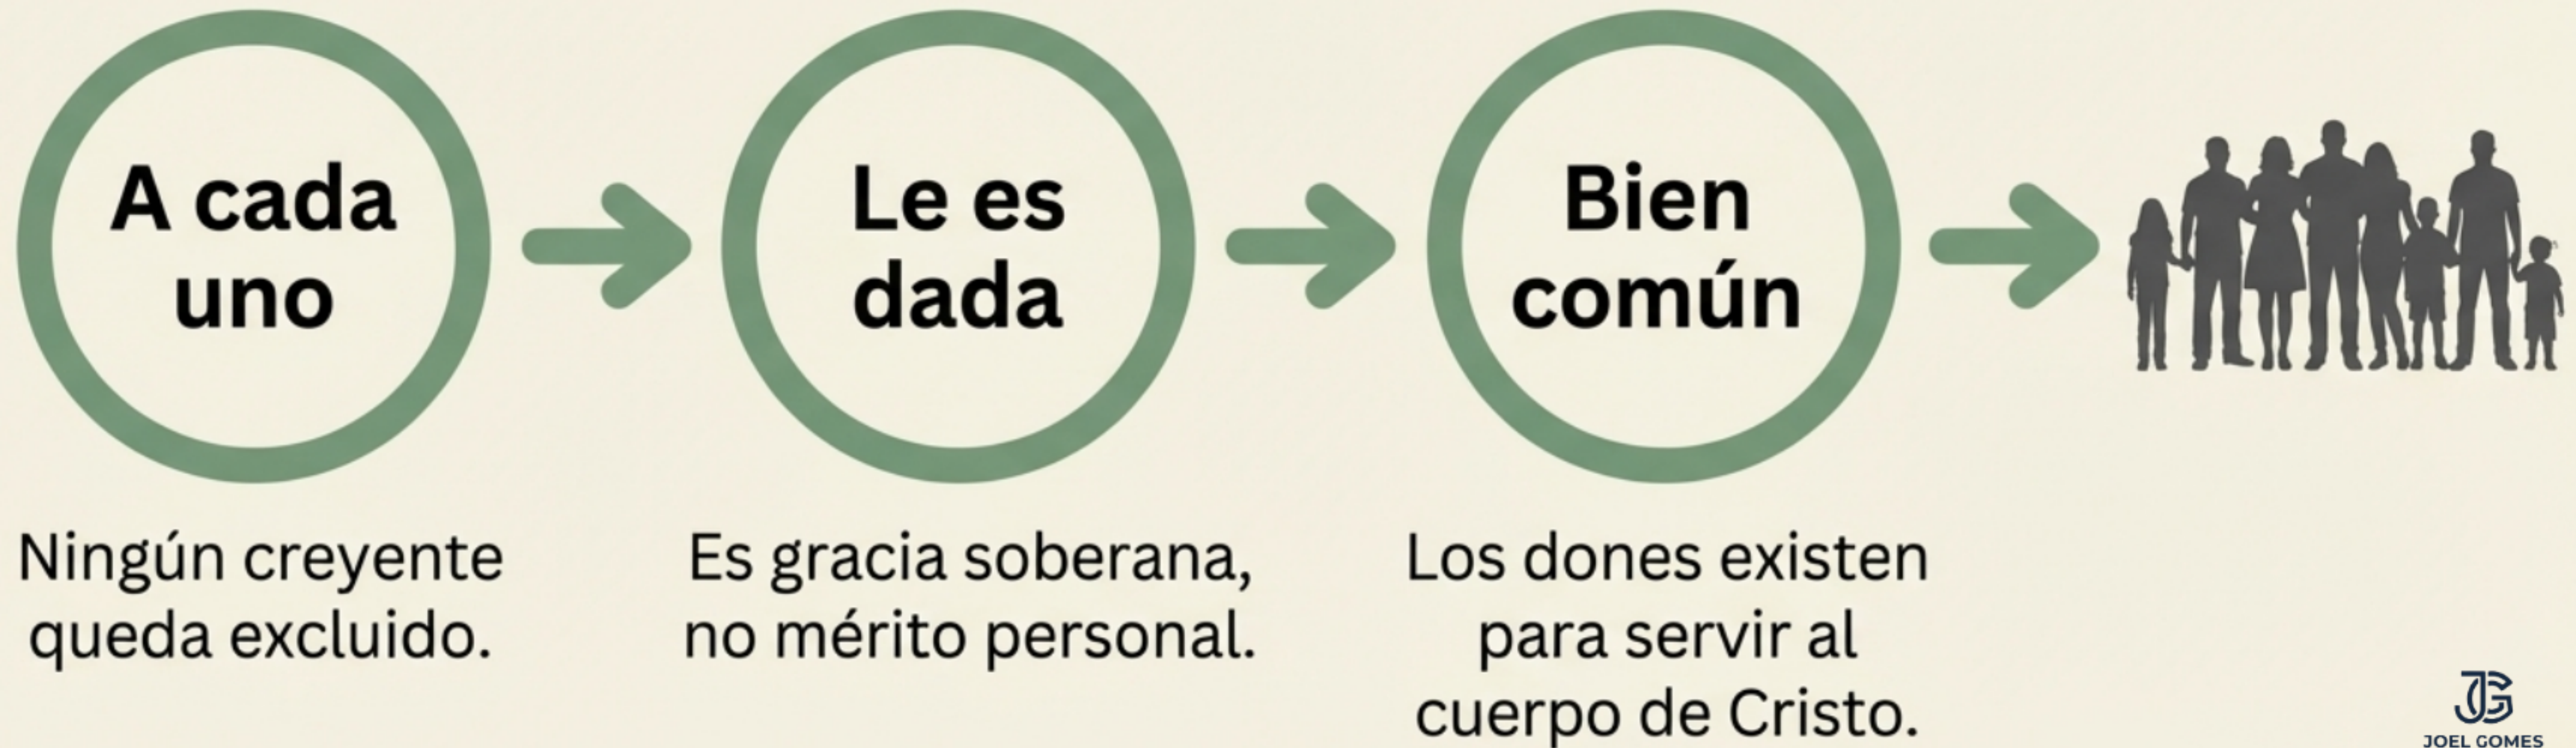 A cada
uno
Le es
dada
Bien
común
Ningún creyente
queda excluido.
Es gracia soberana,
no mérito personal.
Los dones existen
para servir al
cuerpo de Cristo.
JG
JOEL GOMES